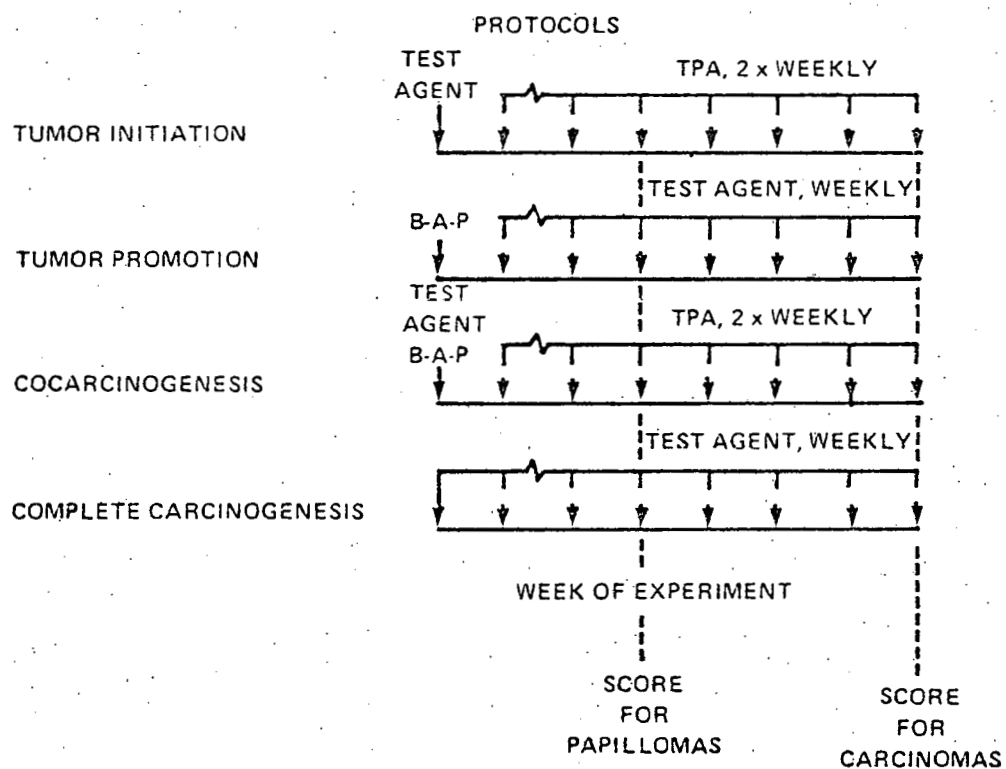 PROTOCOLS
TEST
AGENT
TPA, 2 x WEEKLY
TUMOR INITIATION
TEST AGENT, WEEKLY
B-A-P
TUMOR PROMOTION
TEST
AGENT
B-A-P
TPA, 2 x WEEKLY
COCARCINOGENESIS
TEST AGENT, WEEKLY
COMPLETE CARCINOGENESIS
WEEK OF EXPERIMENT
SCORE
FOR
PAPILLOMAS
SCORE
FOR
CARCINOMAS